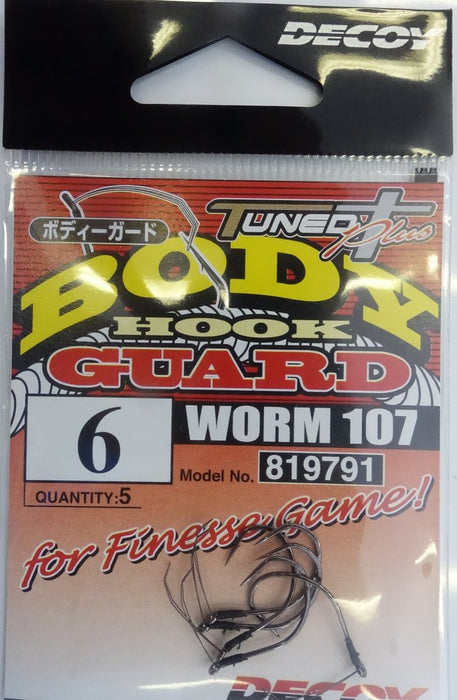 DECOY
ボディーガード
TUNED Plus
BODY
HOOK
GUARD
6
WORM 107
Model No. 819791
QUANTITY:5
for Finesse Game!
DECOY